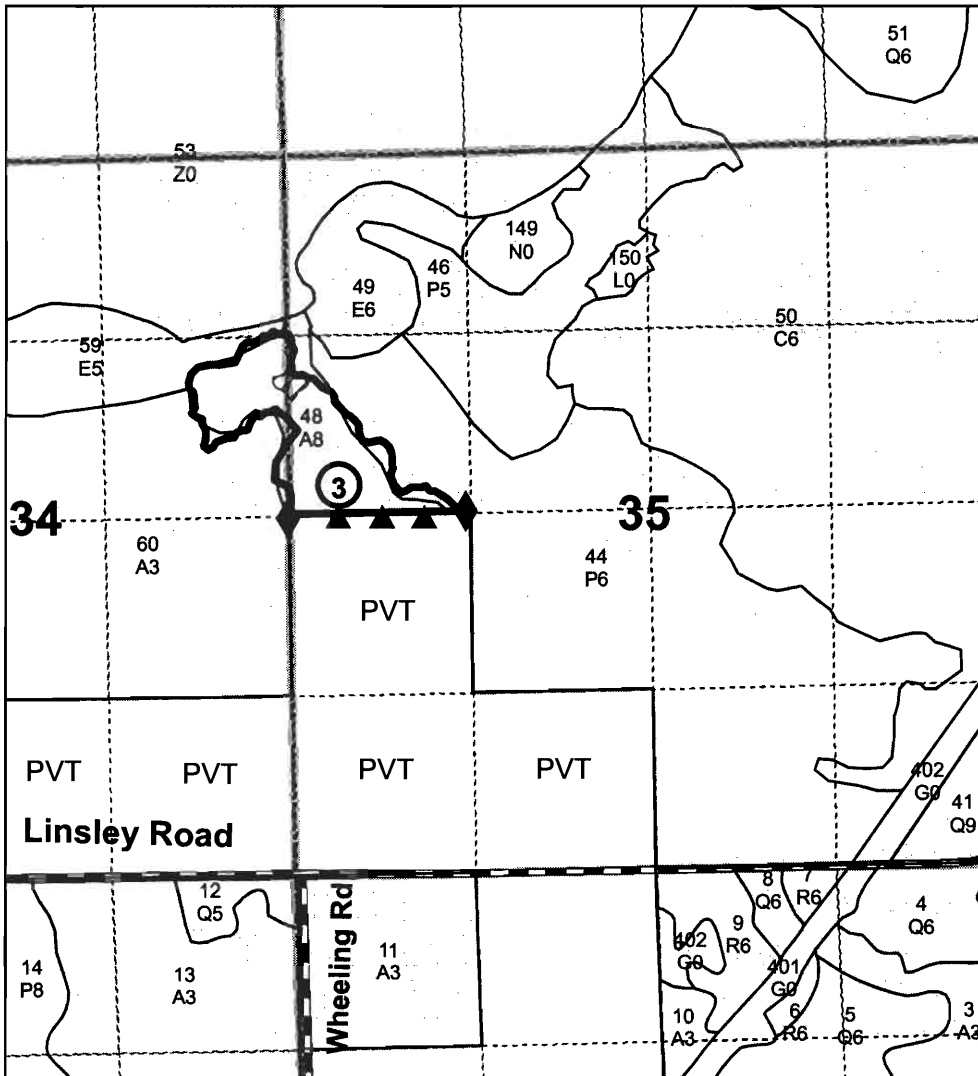 51
Q6
53
Z0
149
N0
46
P5
150
L0
49
E6
50
C6
59
E5
48
A8
3
34
35
60
A3
44
P6
PVT
PVT
PVT
PVT
PVT
402
G0
41
Q9
Linsley Road
12
Q5
8
Q6
7
R6
4
Q6
Wheeling Rd
11
A3
9
R6
402
G0
14
P8
13
A3
401
G0
10
A3
6
R6
5
Q6
3
A3